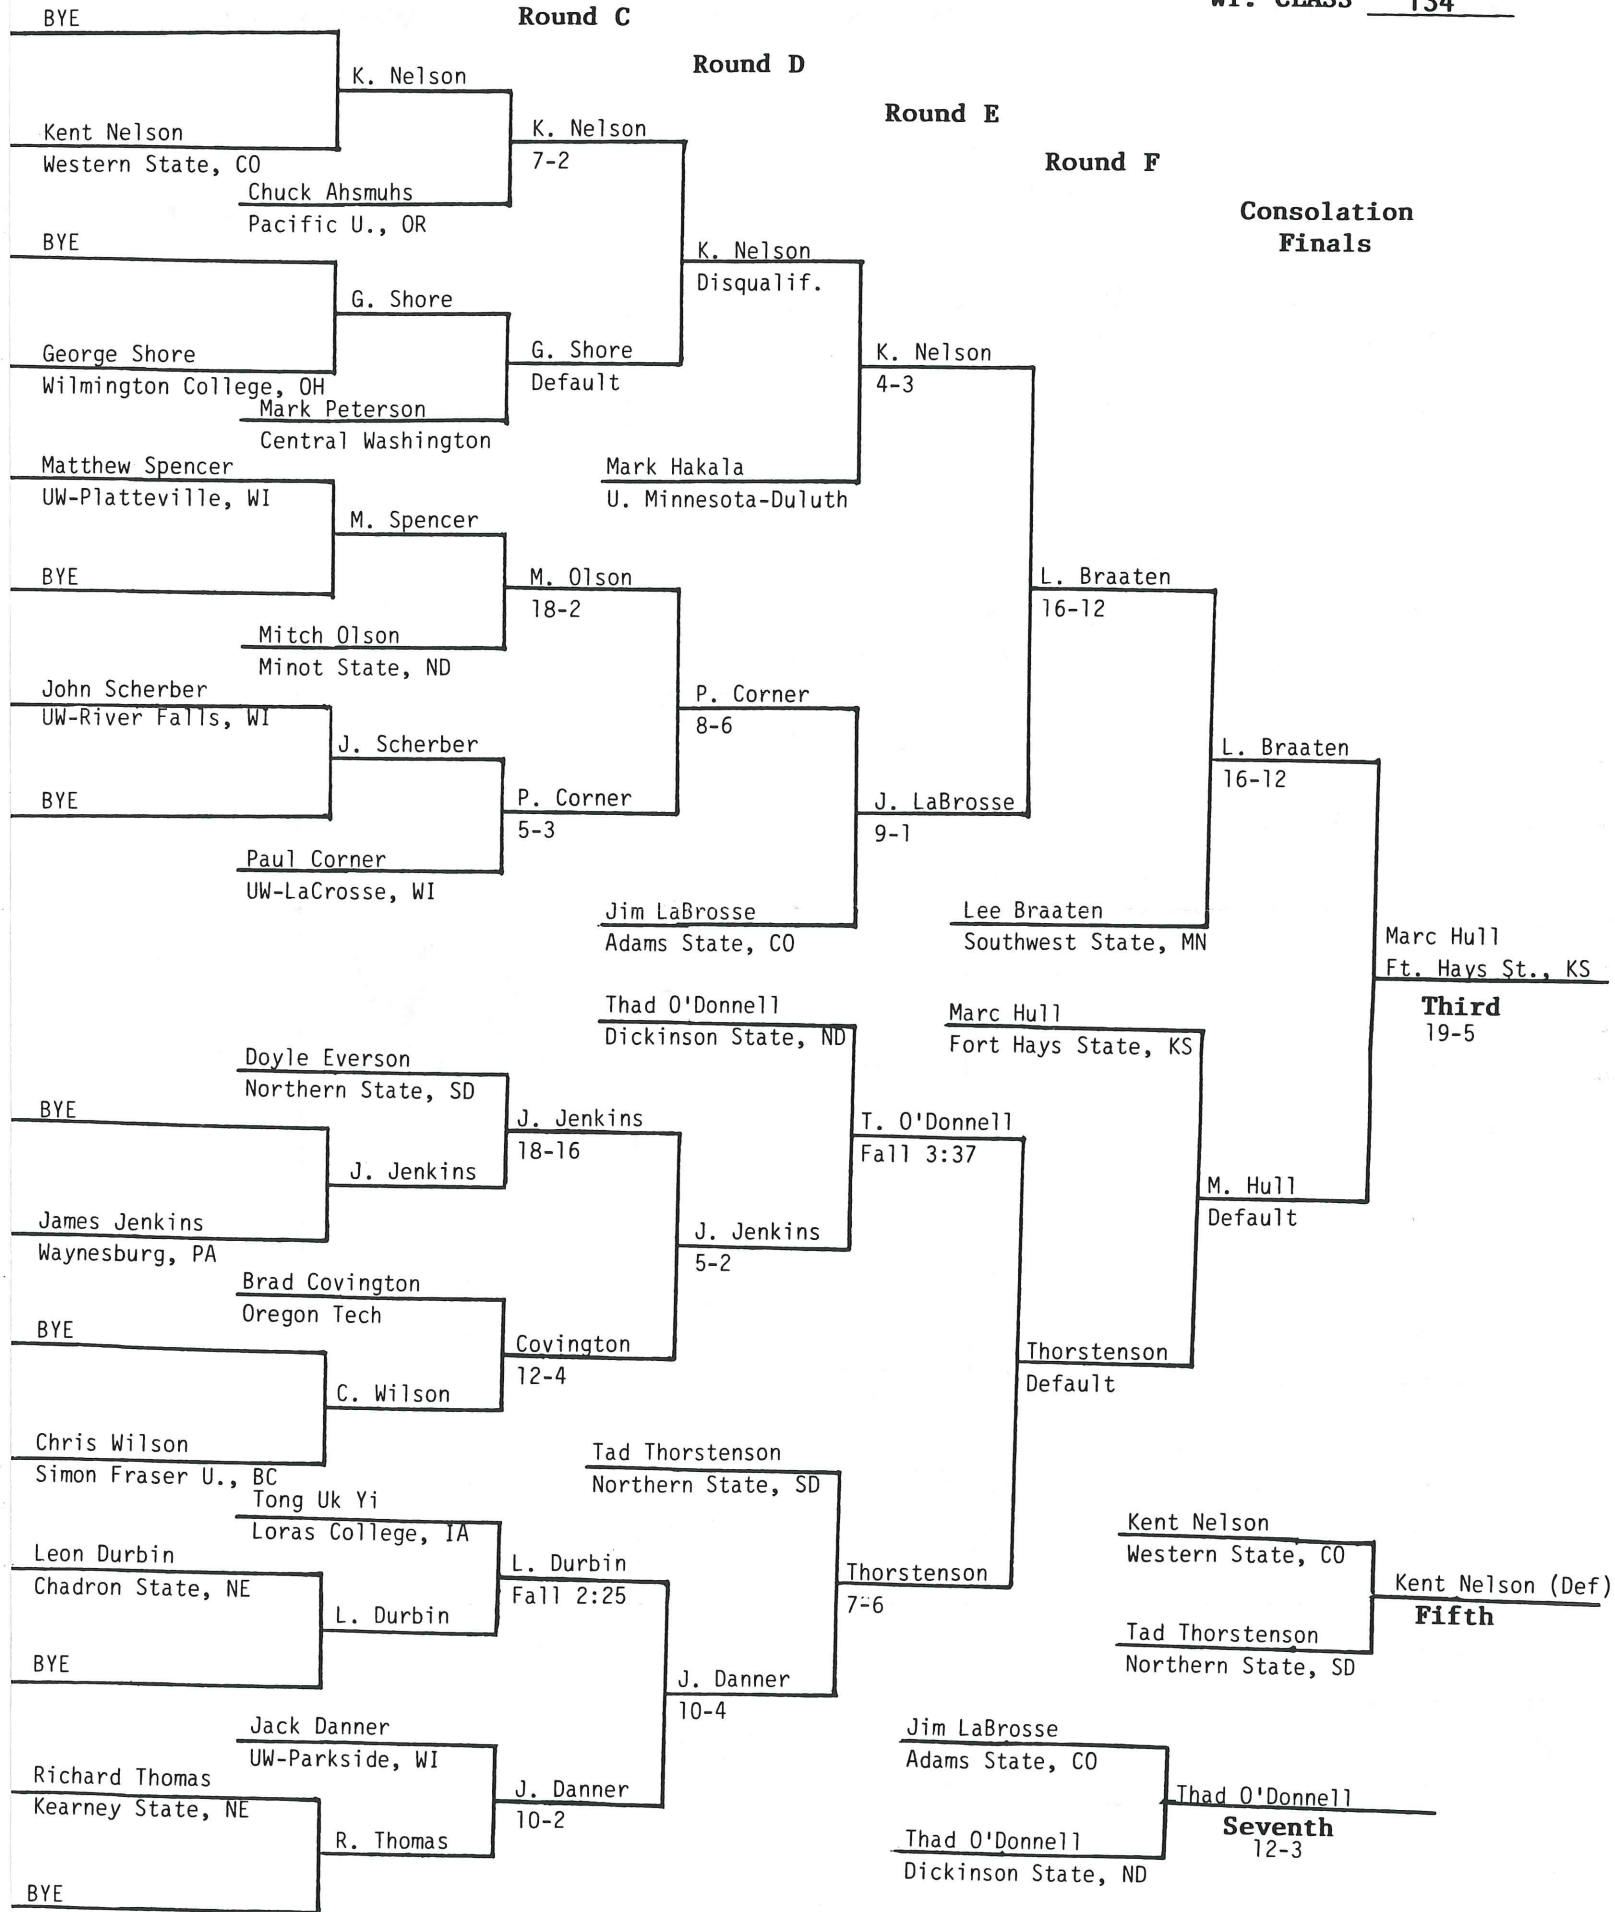 WT. CLASS 134
BYE
Round C
Round D
K. Nelson
Round E
Kent Nelson
Western State, CO
K. Nelson
7-2
Round F
Chuck Ahsmuhs
Pacific U., OR
Consolation
Finals
BYE
K. Nelson
Disqualif.
G. Shore
George Shore
Wilmington College, OH
G. Shore
Default
K. Nelson
4-3
Mark Peterson
Central Washington
Matthew Spencer
UW-Platteville, WI
Mark Hakala
U. Minnesota-Duluth
M. Spencer
BYE
M. Olson
18-2
L. Braaten
16-12
Mitch Olson
Minot State, ND
John Scherber
UW-River Falls, WI
P. Corner
8-6
J. Scherber
L. Braaten
16-12
BYE
P. Corner
5-3
J. LaBrosse
9-1
Paul Corner
UW-LaCrosse, WI
Jim LaBrosse
Adams State, CO
Lee Braaten
Southwest State, MN
Marc Hull
Ft. Hays St., KS
Third
19-5
Thad O'Donnell
Dickinson State, ND
Marc Hull
Fort Hays State, KS
Doyle Everson
Northern State, SD
BYE
J. Jenkins
18-16
T. O'Donnell
Fall 3:37
J. Jenkins
M. Hull
Default
James Jenkins
Waynesburg, PA
J. Jenkins
5-2
Brad Covington
Oregon Tech
BYE
Covington
12-4
Thorstenson
Default
C. Wilson
Chris Wilson
Simon Fraser U., BC
Tad Thorstenson
Northern State, SD
Tong Uk Yi
Loras College, IA
Kent Nelson
Western State, CO
Leon Durbin
Chadron State, NE
L. Durbin
Fall 2:25
Thorstenson
7-6
Kent Nelson (Def)
Fifth
L. Durbin
Tad Thorstenson
Northern State, SD
BYE
J. Danner
10-4
Jack Danner
UW-Parkside, WI
Jim LaBrosse
Adams State, CO
Richard Thomas
Kearney State, NE
J. Danner
10-2
Thad O'Donnell
Seventh
12-3
R. Thomas
Thad O'Donnell
Dickinson State, ND
BYE